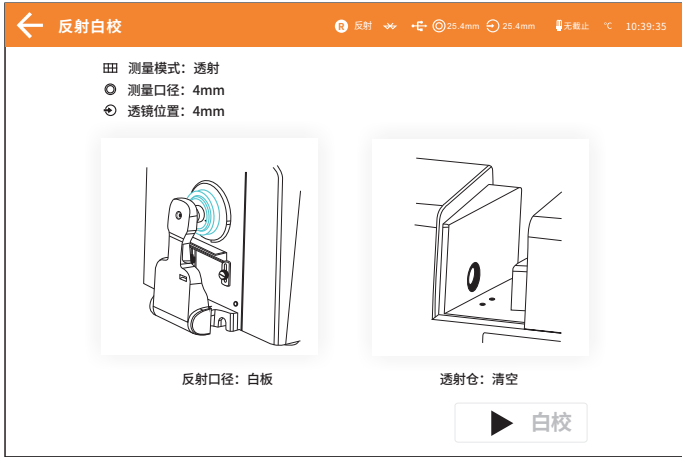 反射白校
R 反射 25.4mm 25.4mm 无截止 ℃ 10:39:35
测量模式：透射
测量口径：4mm
透镜位置：4mm
反射口径：白板
透射仓：清空
白校